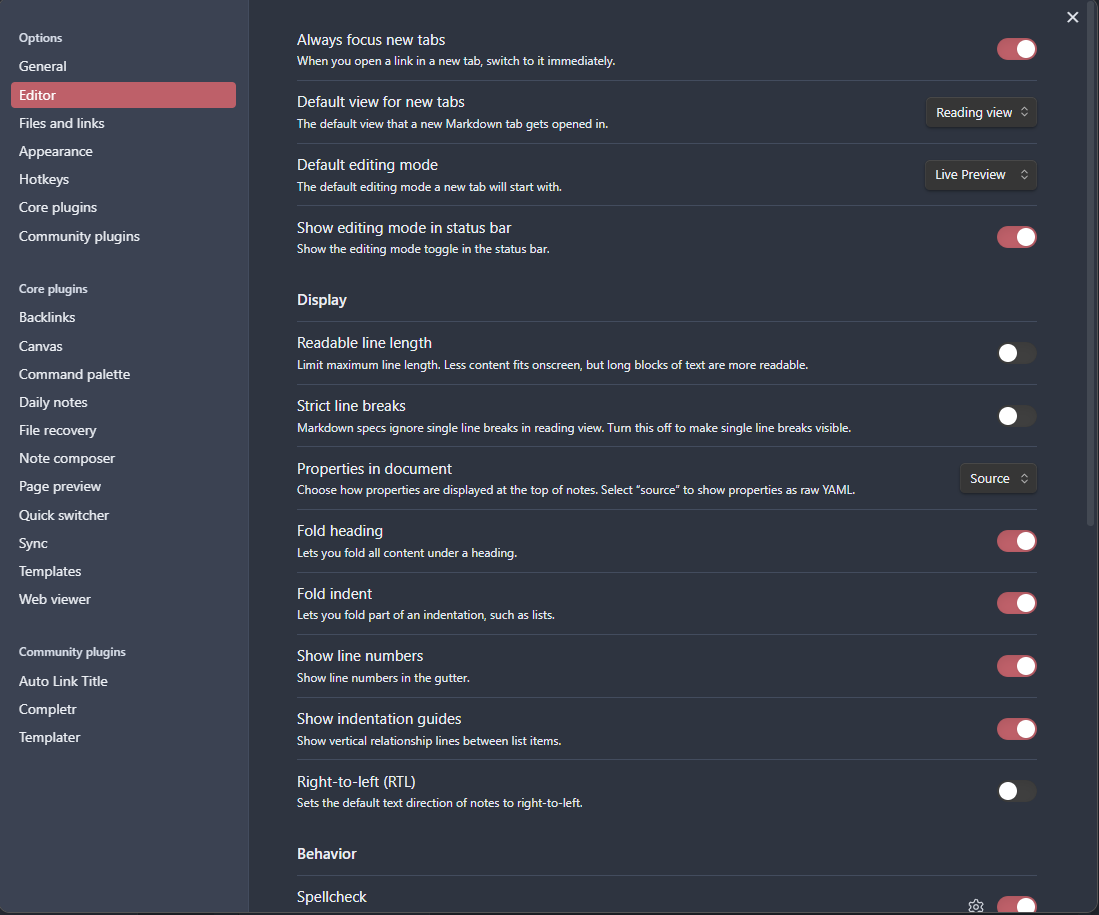 Options
General
Editor
Files and links
Appearance
Hotkeys
Core plugins
Community plugins
Core plugins
Backlinks
Canvas
Command palette
Daily notes
File recovery
Note composer
Page preview
Quick switcher
Sync
Templates
Web viewer
Community plugins
Auto Link Title
Completr
Templater
Always focus new tabs
When you open a link in a new tab, switch to it immediately.
Default view for new tabs
The default view that a new Markdown tab gets opened in.
Reading view
Default editing mode
The default editing mode a new tab will start with.
Live Preview
Show editing mode in status bar
Show the editing mode toggle in the status bar.
Display
Readable line length
Limit maximum line length. Less content fits onscreen, but long blocks of text are more readable.
Strict line breaks
Markdown specs ignore single line breaks in reading view. Turn this off to make single line breaks visible.
Properties in document
Choose how properties are displayed at the top of notes. Select “source” to show properties as raw YAML.
Source
Fold heading
Lets you fold all content under a heading.
Fold indent
Lets you fold part of an indentation, such as lists.
Show line numbers
Show line numbers in the gutter.
Show indentation guides
Show vertical relationship lines between list items.
Right-to-left (RTL)
Sets the default text direction of notes to right-to-left.
Behavior
Spellcheck